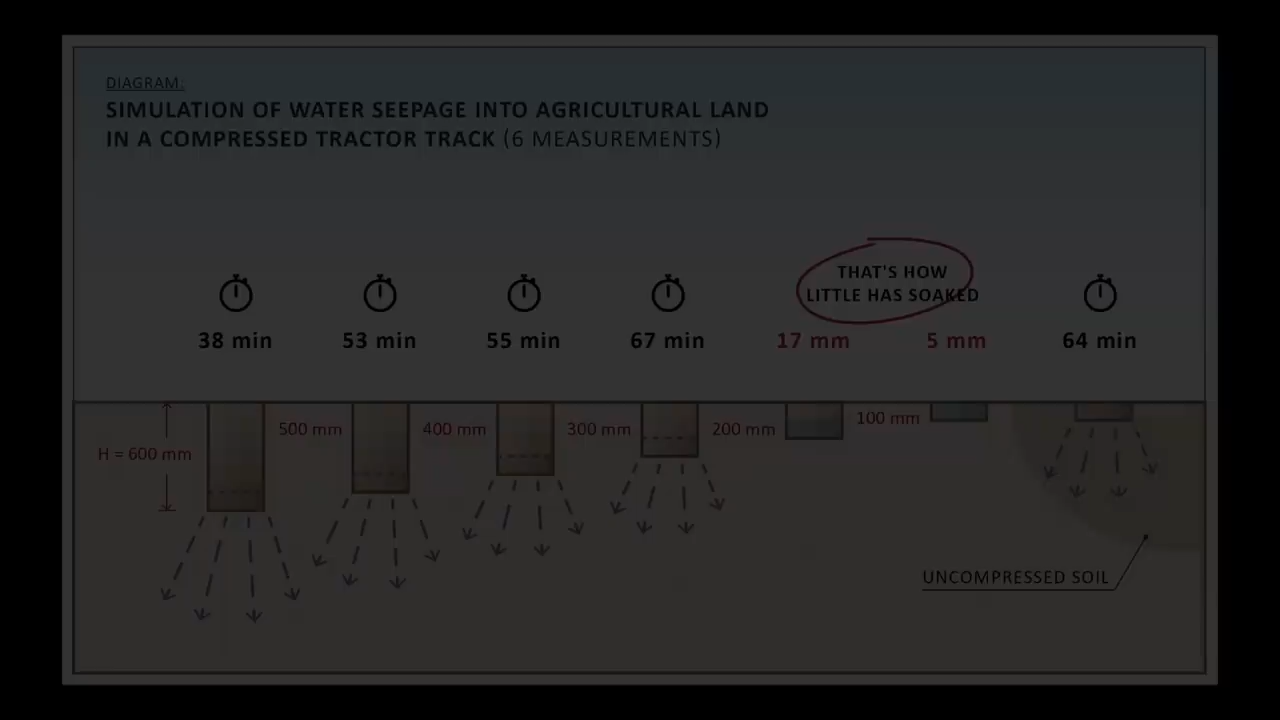 DIAGRAM:
SIMULATION OF WATER SEEPAGE INTO AGRICULTURAL LAND
IN A COMPRESSED TRACTOR TRACK (6 MEASUREMENTS)
THAT'S HOW
LITTLE HAS SOAKED
38 min
53 min
55 min
67 min
17 mm
5 mm
64 min
H = 600 mm
500 mm
400 mm
300 mm
200 mm
100 mm
UNCOMPRESSED SOIL